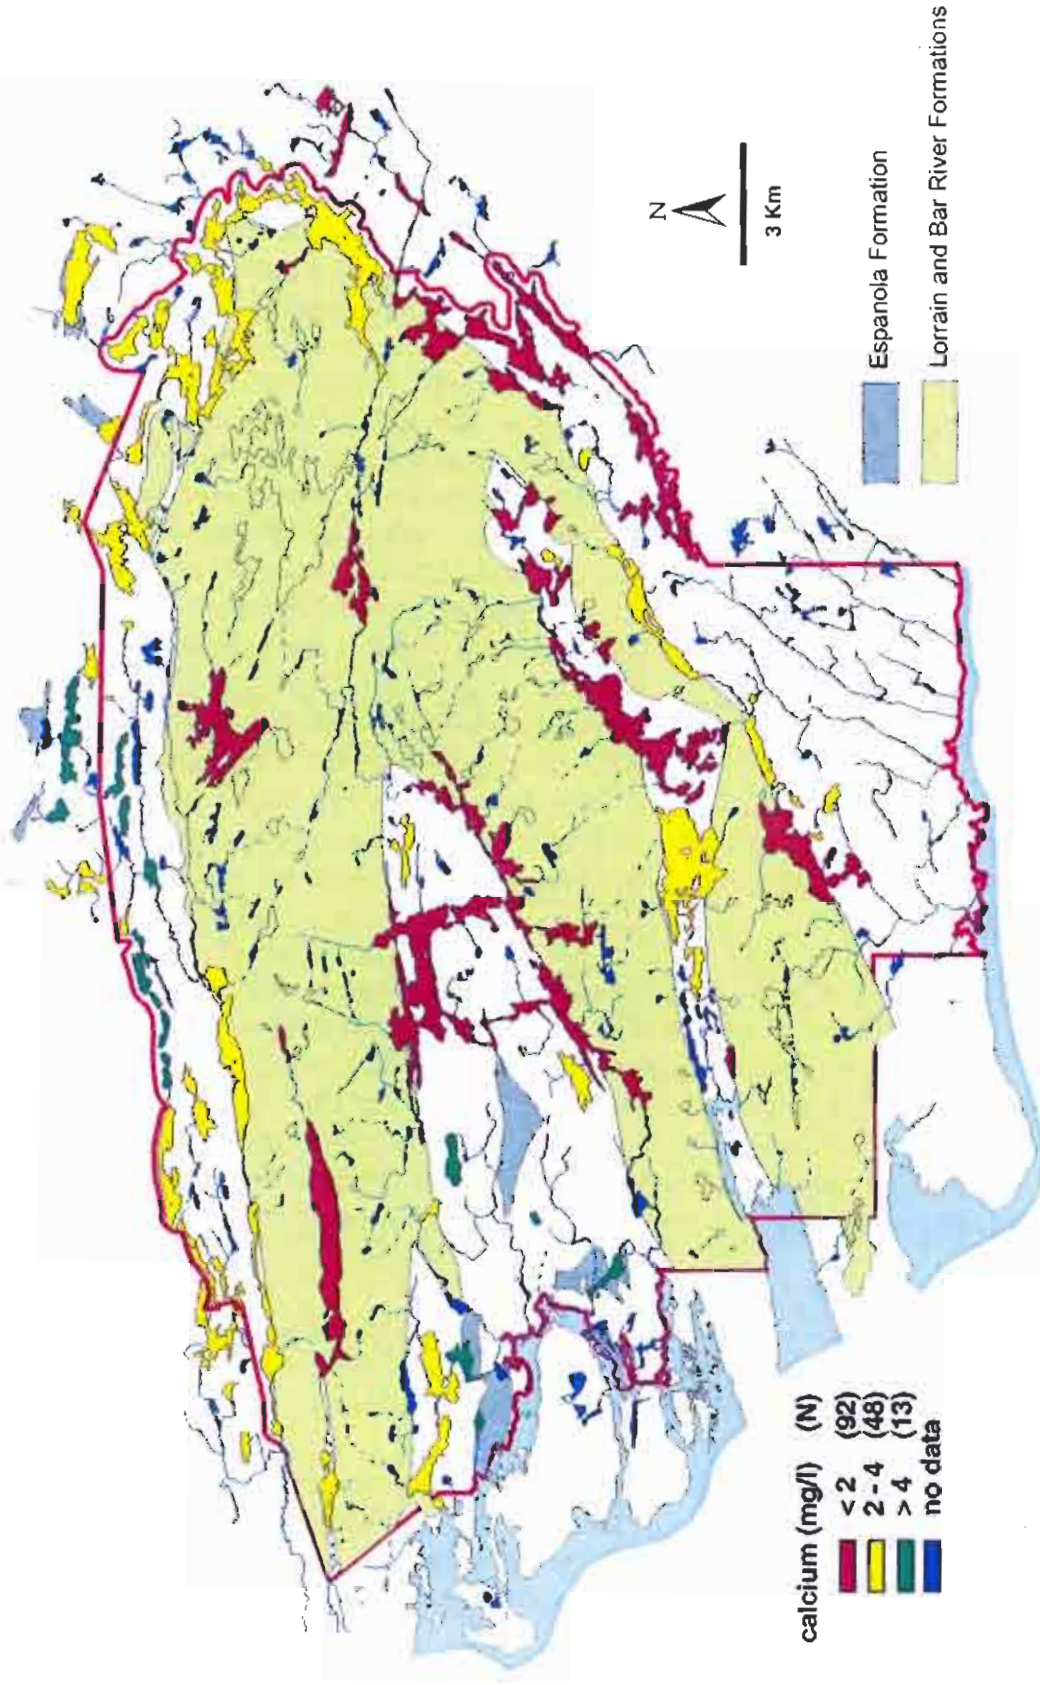 N
3 Km
Espanola Formation
Lorrain and Bar River Formations
calcium (mg/l) (N)
< 2 (92)
2 - 4 (48)
> 4 (13)
no data